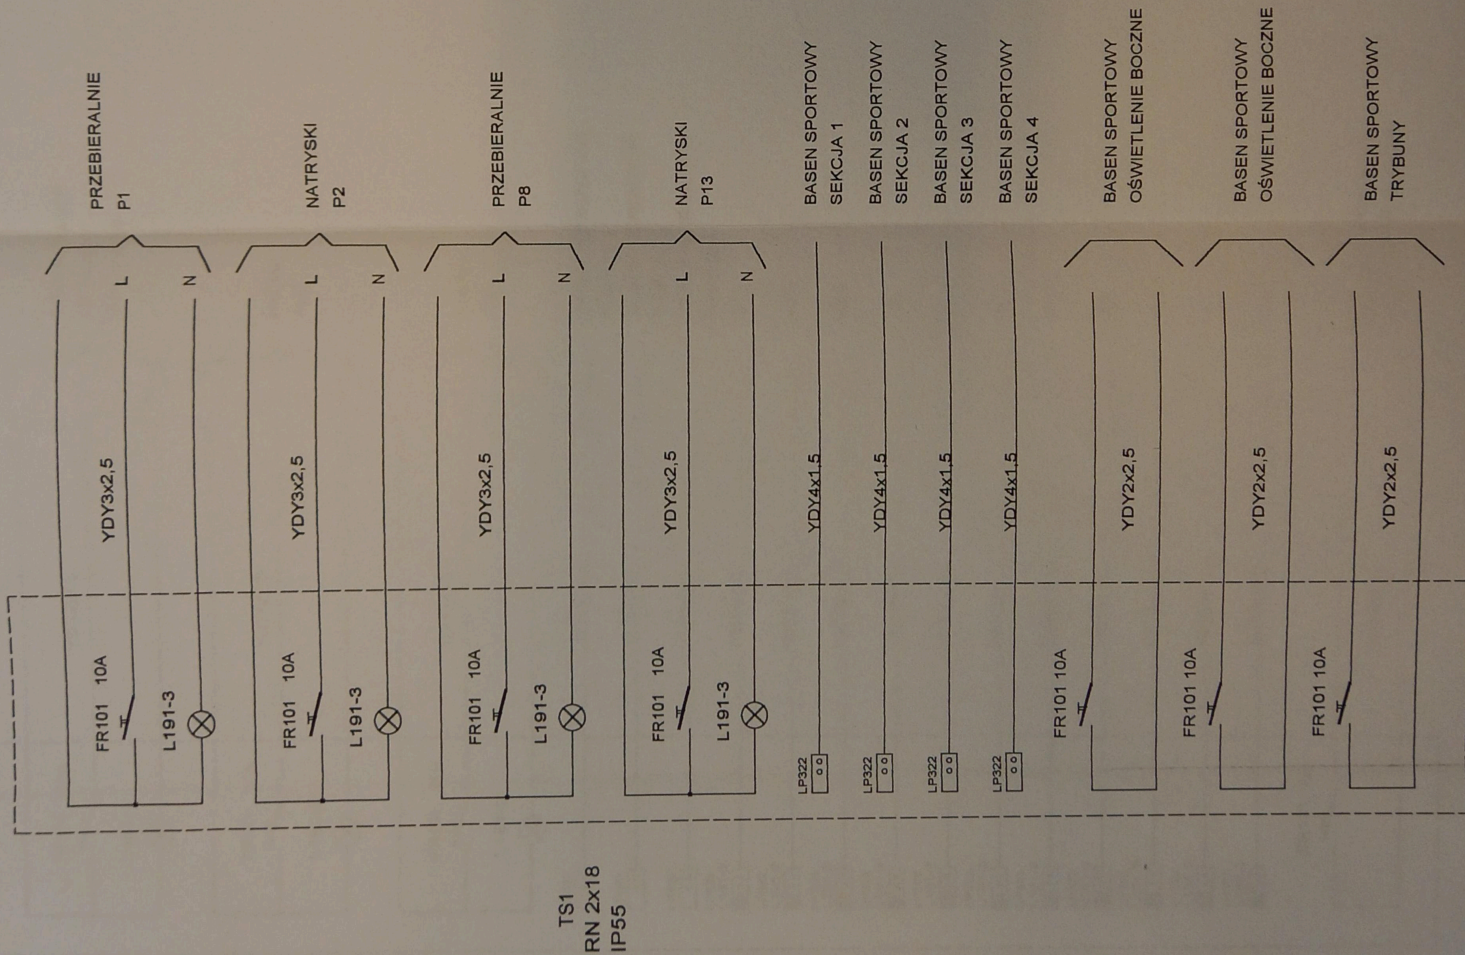 PRZEBIERALNIE
P1
L
N
YDY3x2,5
FR101 10A
L191-3
NATRYSKI
P2
L
N
YDY3x2,5
FR101 10A
L191-3
PRZEBIERALNIE
P8
L
N
YDY3x2,5
FR101 10A
L191-3
NATRYSKI
P13
L
N
YDY3x2,5
FR101 10A
L191-3
BASEN SPORTOWY
SEKCJA 1
YDY4x1,5
LP322
BASEN SPORTOWY
SEKCJA 2
YDY4x1,5
LP322
BASEN SPORTOWY
SEKCJA 3
YDY4x1,5
LP322
BASEN SPORTOWY
SEKCJA 4
YDY4x1,5
LP322
BASEN SPORTOWY
OŚWIETLENIE BOCZNE
YDY2x2,5
FR101 10A
BASEN SPORTOWY
OŚWIETLENIE BOCZNE
YDY2x2,5
FR101 10A
BASEN SPORTOWY
TRYBUNY
YDY2x2,5
FR101 10A
TS1
RN 2x18
IP55